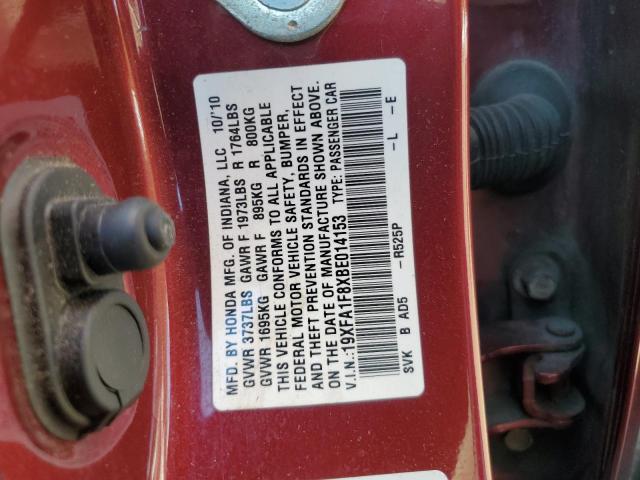 MFD. BY HONDA MFG. OF INDIANA, LLC 10/'10
GVWR 3737LBS GAWR F 1973LBS R 1764LBS
GVWR 1695KG GAWR F 895KG R 800KG
THIS VEHICLE CONFORMS TO ALL APPLICABLE
FEDERAL MOTOR VEHICLE SAFETY, BUMPER,
AND THEFT PREVENTION STANDARDS IN EFFECT
ON THE DATE OF MANUFACTURE SHOWN ABOVE.
V.I.N.: 19XFA1F8XBE014153 TYPE: PASSENGER CAR
SVK B AD5 -R525P -L -E